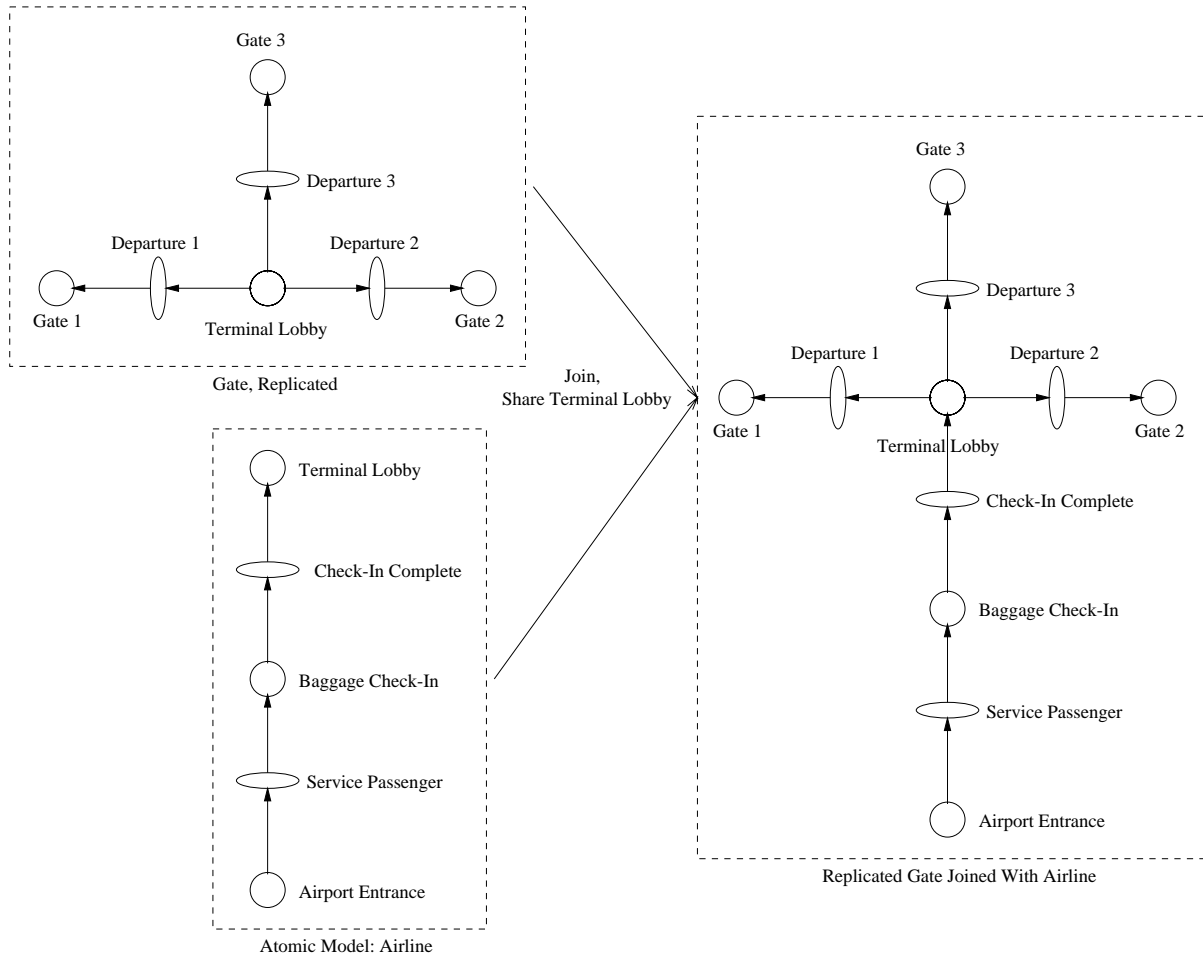 Gate 3
Departure 3
Departure 1
Departure 2
Gate 1
Terminal Lobby
Gate 2
Gate, Replicated
Join,
Share Terminal Lobby
Terminal Lobby
Check-In Complete
Baggage Check-In
Service Passenger
Airport Entrance
Atomic Model: Airline
Gate 3
Departure 3
Departure 1
Departure 2
Gate 1
Terminal Lobby
Gate 2
Check-In Complete
Baggage Check-In
Service Passenger
Airport Entrance
Replicated Gate Joined With Airline